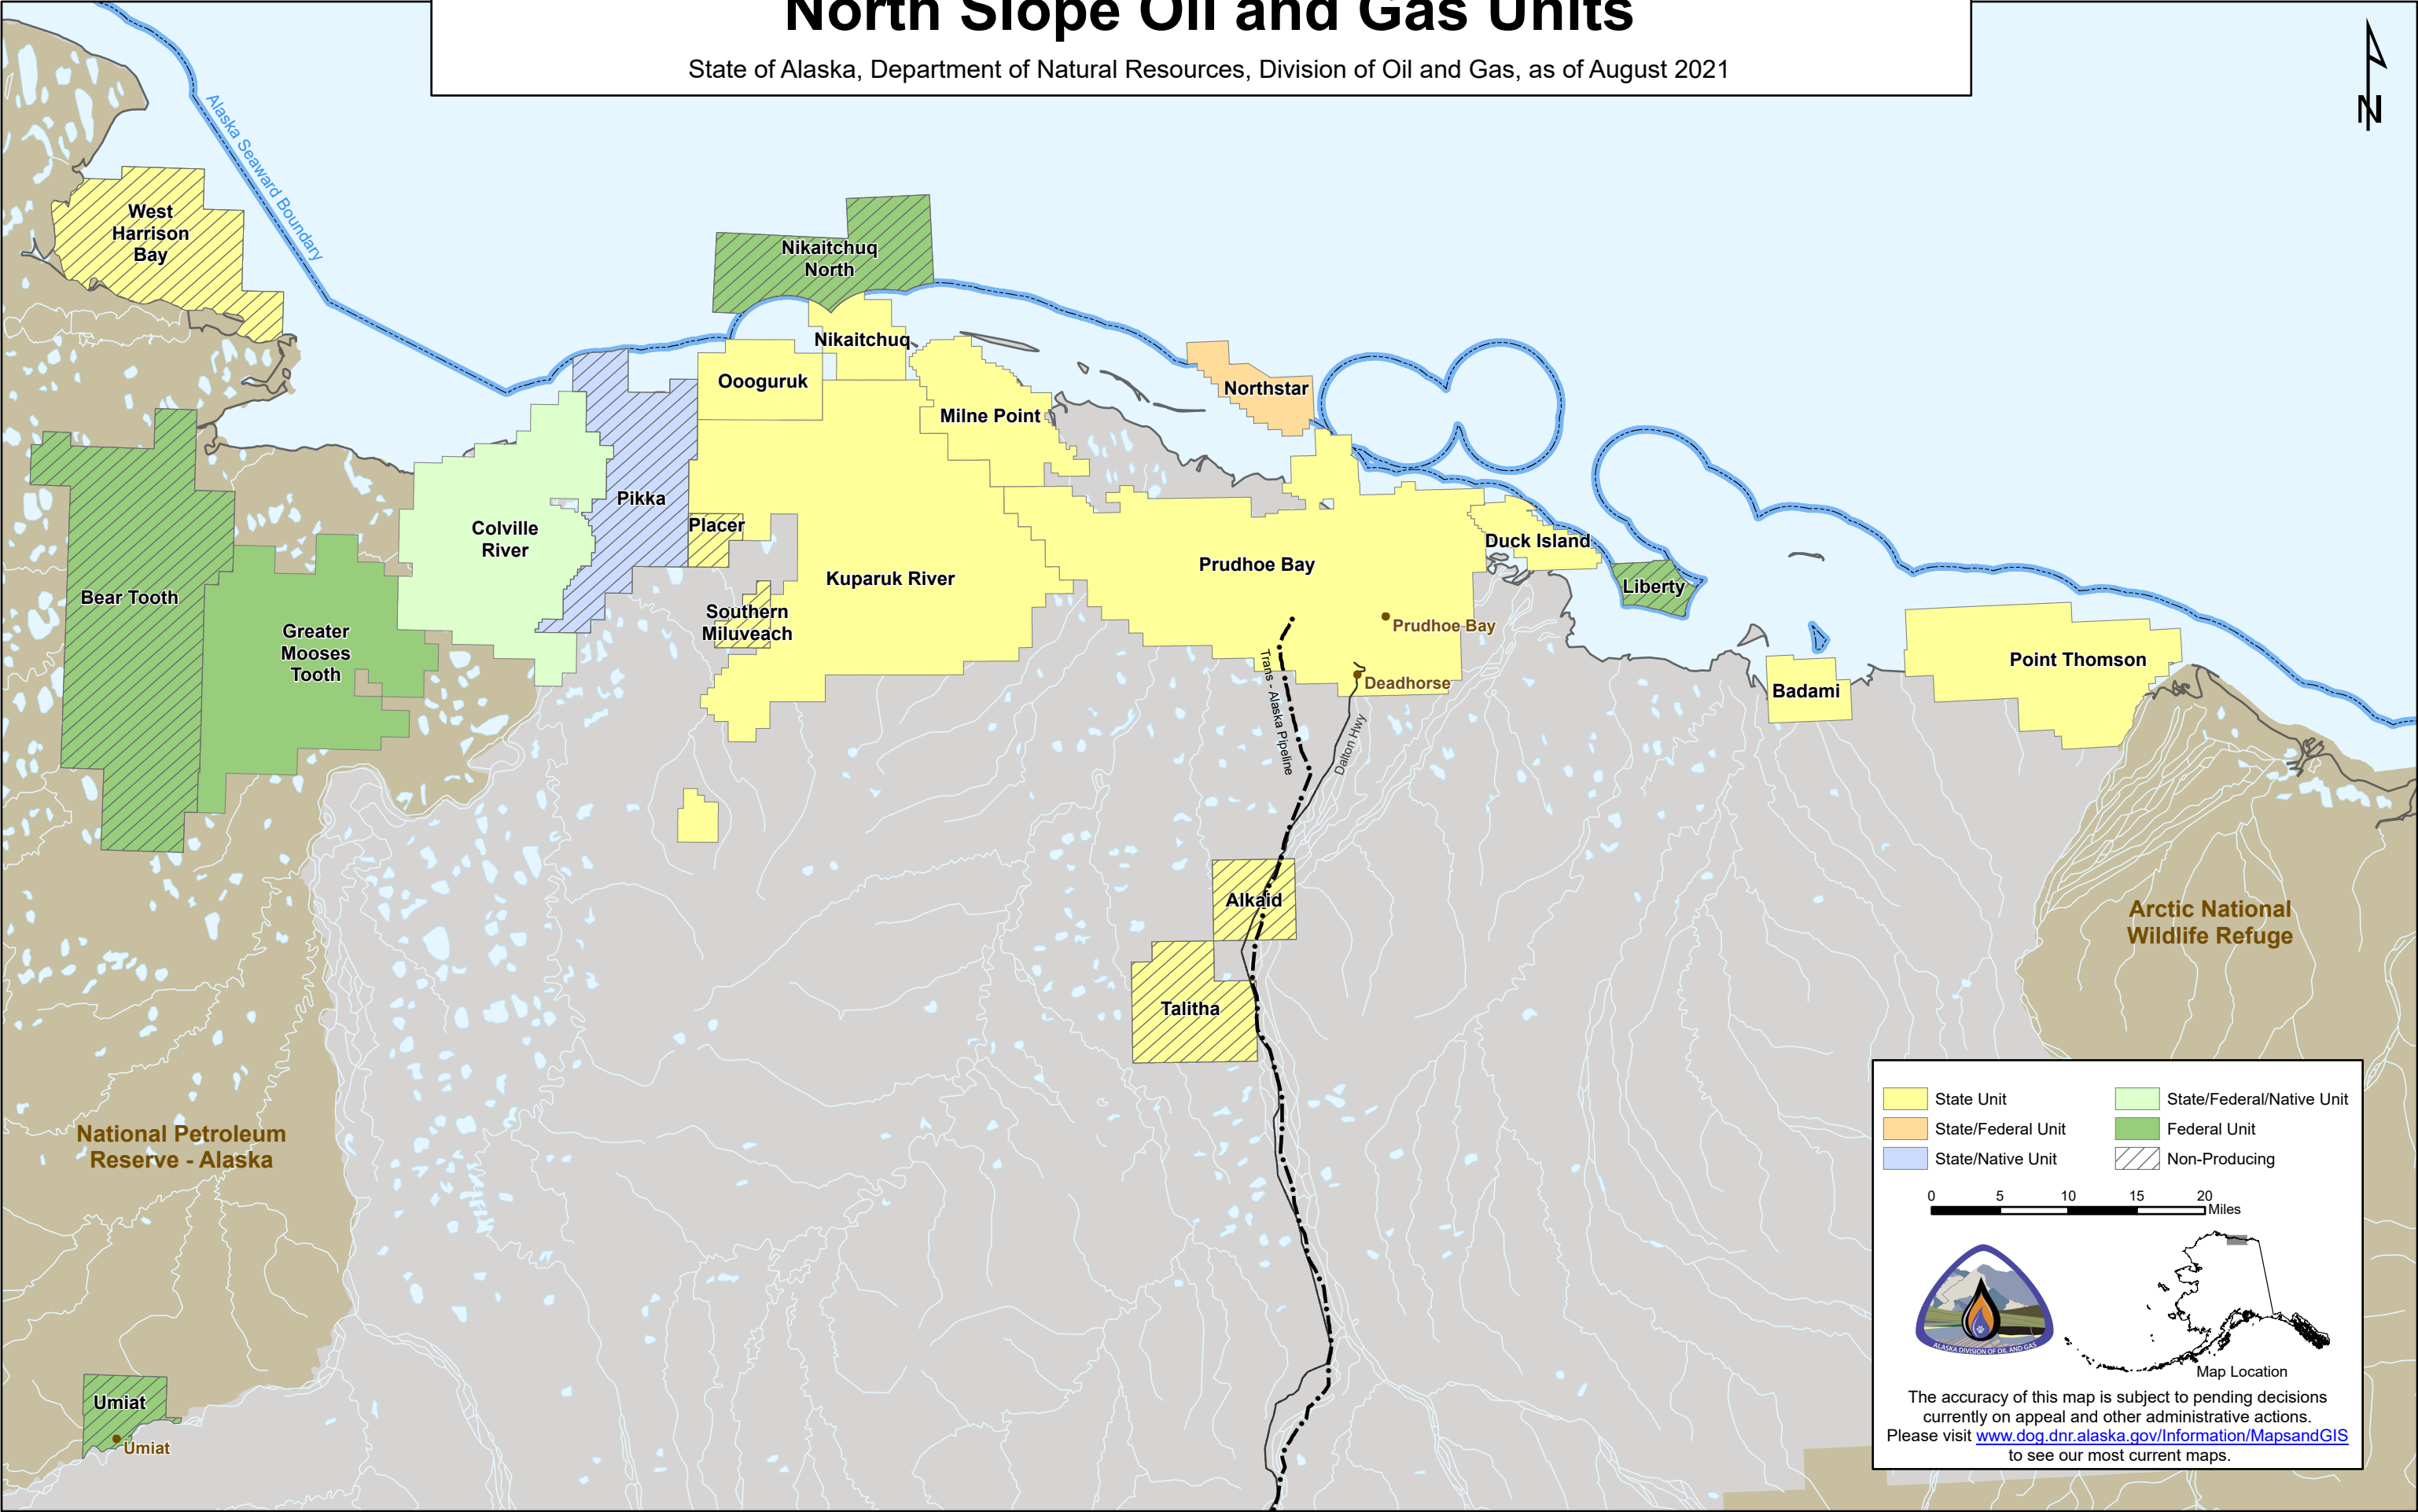 North Slope Oil and Gas Units
State of Alaska, Department of Natural Resources, Division of Oil and Gas, as of August 2021
N
Alaska Seaward Boundary
West
Harrison
Bay
Nikaitchuq
North
Nikaitchuq
Oooguruk
Milne Point
Northstar
Pikka
Colville
River
Placer
Kuparuk River
Southern
Miluveach
Prudhoe Bay
Duck Island
Liberty
Prudhoe Bay
Deadhorse
Bear Tooth
Greater
Mooses
Tooth
Point Thomson
Badami
Trans - Alaska Pipeline
Dalton Hwy
Alkaid
Talitha
Arctic National
Wildlife Refuge
National Petroleum
Reserve - Alaska
Umiat
Umiat
State Unit
State/Federal Unit
State/Native Unit
State/Federal/Native Unit
Federal Unit
Non-Producing
0 5 10 15 20
Miles
ALASKA DIVISION OF OIL AND GAS
Map Location
The accuracy of this map is subject to pending decisions
currently on appeal and other administrative actions.
Please visit www.dog.dnr.alaska.gov/Information/MapsandGIS
to see our most current maps.